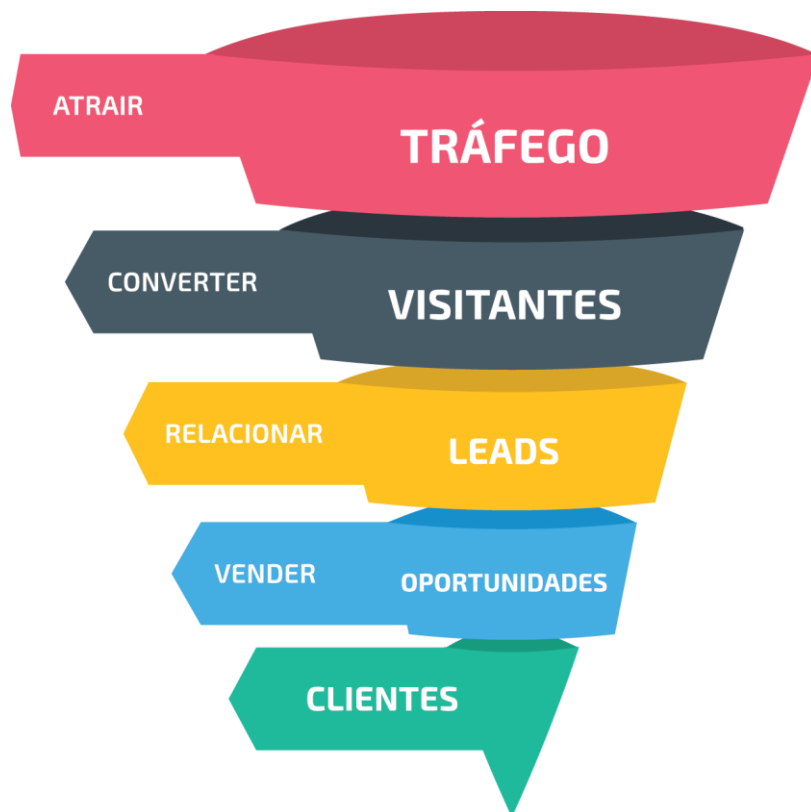 ATRAIR
TRÁFEGO
CONVERTER
VISITANTES
RELACIONAR
LEADS
VENDER
OPORTUNIDADES
CLIENTES